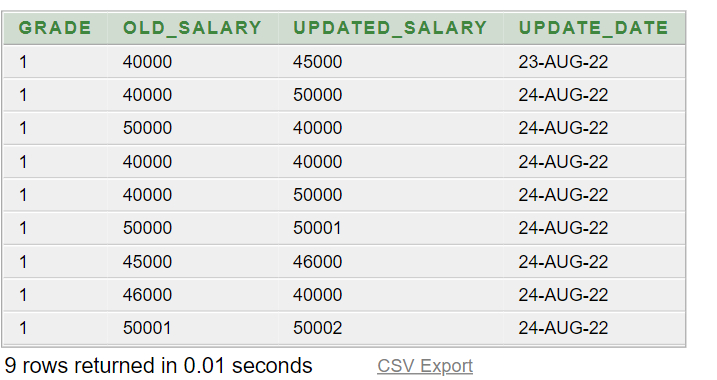 GRADE OLD_SALARY UPDATED_SALARY UPDATE_DATE
1 40000 45000 23-AUG-22
1 40000 50000 24-AUG-22
1 50000 40000 24-AUG-22
1 40000 40000 24-AUG-22
1 40000 50000 24-AUG-22
1 50000 50001 24-AUG-22
1 45000 46000 24-AUG-22
1 46000 40000 24-AUG-22
1 50001 50002 24-AUG-22
9 rows returned in 0.01 seconds CSV Export